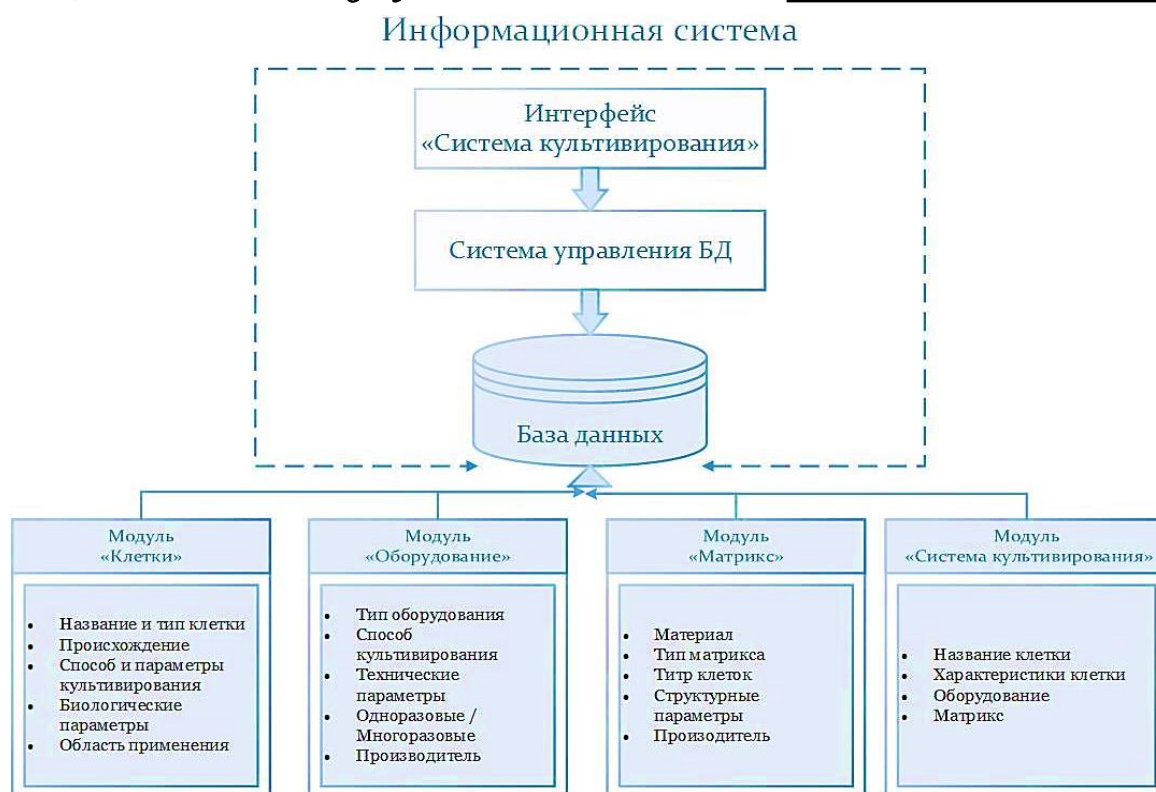 Информационная система
Интерфейс
«Система культивирования»
Система управления БД
База данных
Модуль
«Клетки»
• Название и тип клетки
• Происхождение
• Способ и параметры
культивирования
• Биологические
параметры
• Область применения
Модуль
«Оборудование»
• Тип оборудования
• Способ
культивирования
• Технические
параметры
• Одноразовые /
Многоразовые
• Производитель
Модуль
«Матрикс»
• Материал
• Тип матрикса
• Титр клеток
• Структурные
параметры
• Произодитель
Модуль
«Система культивирования»
• Название клетки
• Характеристики клетки
• Оборудование
• Матрикс